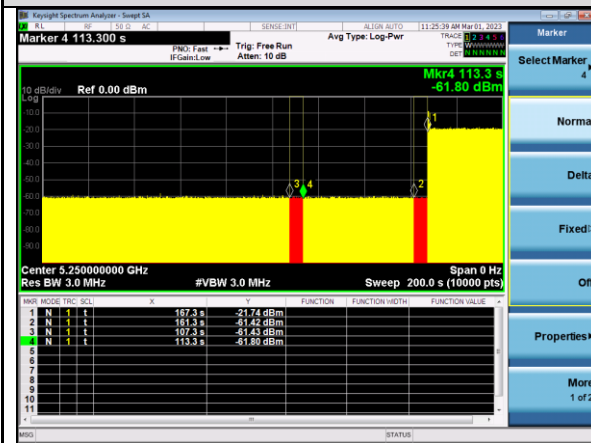 Keysight Spectrum Analyzer - Swept SA
RL RF 50 Ω AC SENSE:INT ALIGN AUTO 11:25:39 AM Mar 01, 2023
Marker 4 113.300 s
PNO: Fast
IFGain:Low
Trig: Free Run
Atten: 10 dB
Avg Type: Log-Pwr
TRACE 1 2 3 4 5 6
TYPE WWWWWW
DET N N N N N N
Mkr4 113.3 s
-61.80 dBm
10 dB/div Ref 0.00 dBm
Log
-10.0
-20.0
-30.0
-40.0
-50.0
-60.0
-70.0
-80.0
-90.0
1
3 4 2
Center 5.250000000 GHz Span 0 Hz
Res BW 3.0 MHz #VBW 3.0 MHz Sweep 200.0 s (10000 pts)
MKR MODE TRC SCL X Y FUNCTION FUNCTION WIDTH FUNCTION VALUE
1 N 1 t 167.3 s -21.74 dBm
2 N 1 t 161.3 s -61.42 dBm
3 N 1 t 107.3 s -61.43 dBm
4 N 1 t 113.3 s -61.80 dBm
5
6
7
8
9
10
11
MSG STATUS
Marker
Select Marker
4
Norma
Delta
Fixed
Of
Properties
More
1 of 2